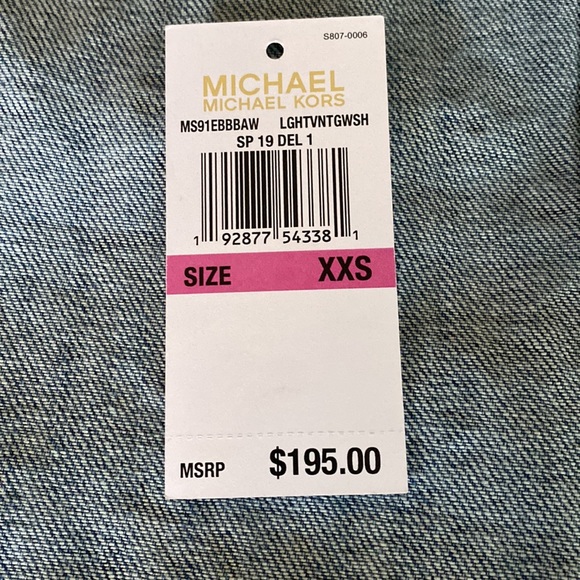 S807-0006
MICHAEL
MICHAEL KORS
MS91EBBBAW LGHTVNTGWSH
SP 19 DEL 1
1 92877 54338 1
SIZE XXS
MSRP $195.00